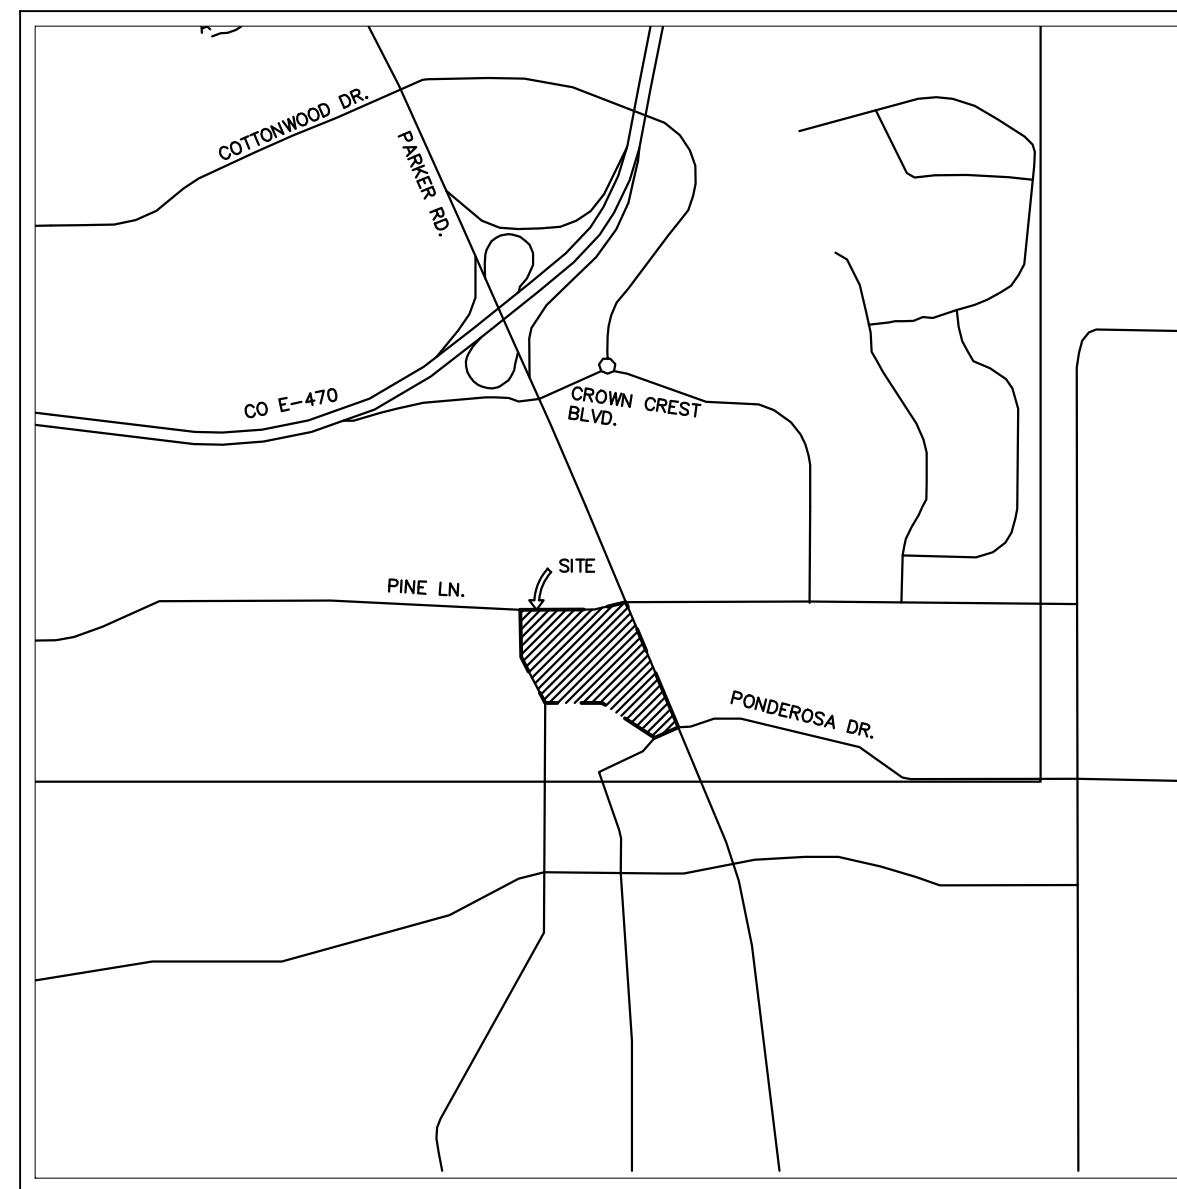 COTTONWOOD DR.
PARKER RD.
CO E-470
CROWN CREST
BLVD.
SITE
PINE LN.
PONDEROSA DR.